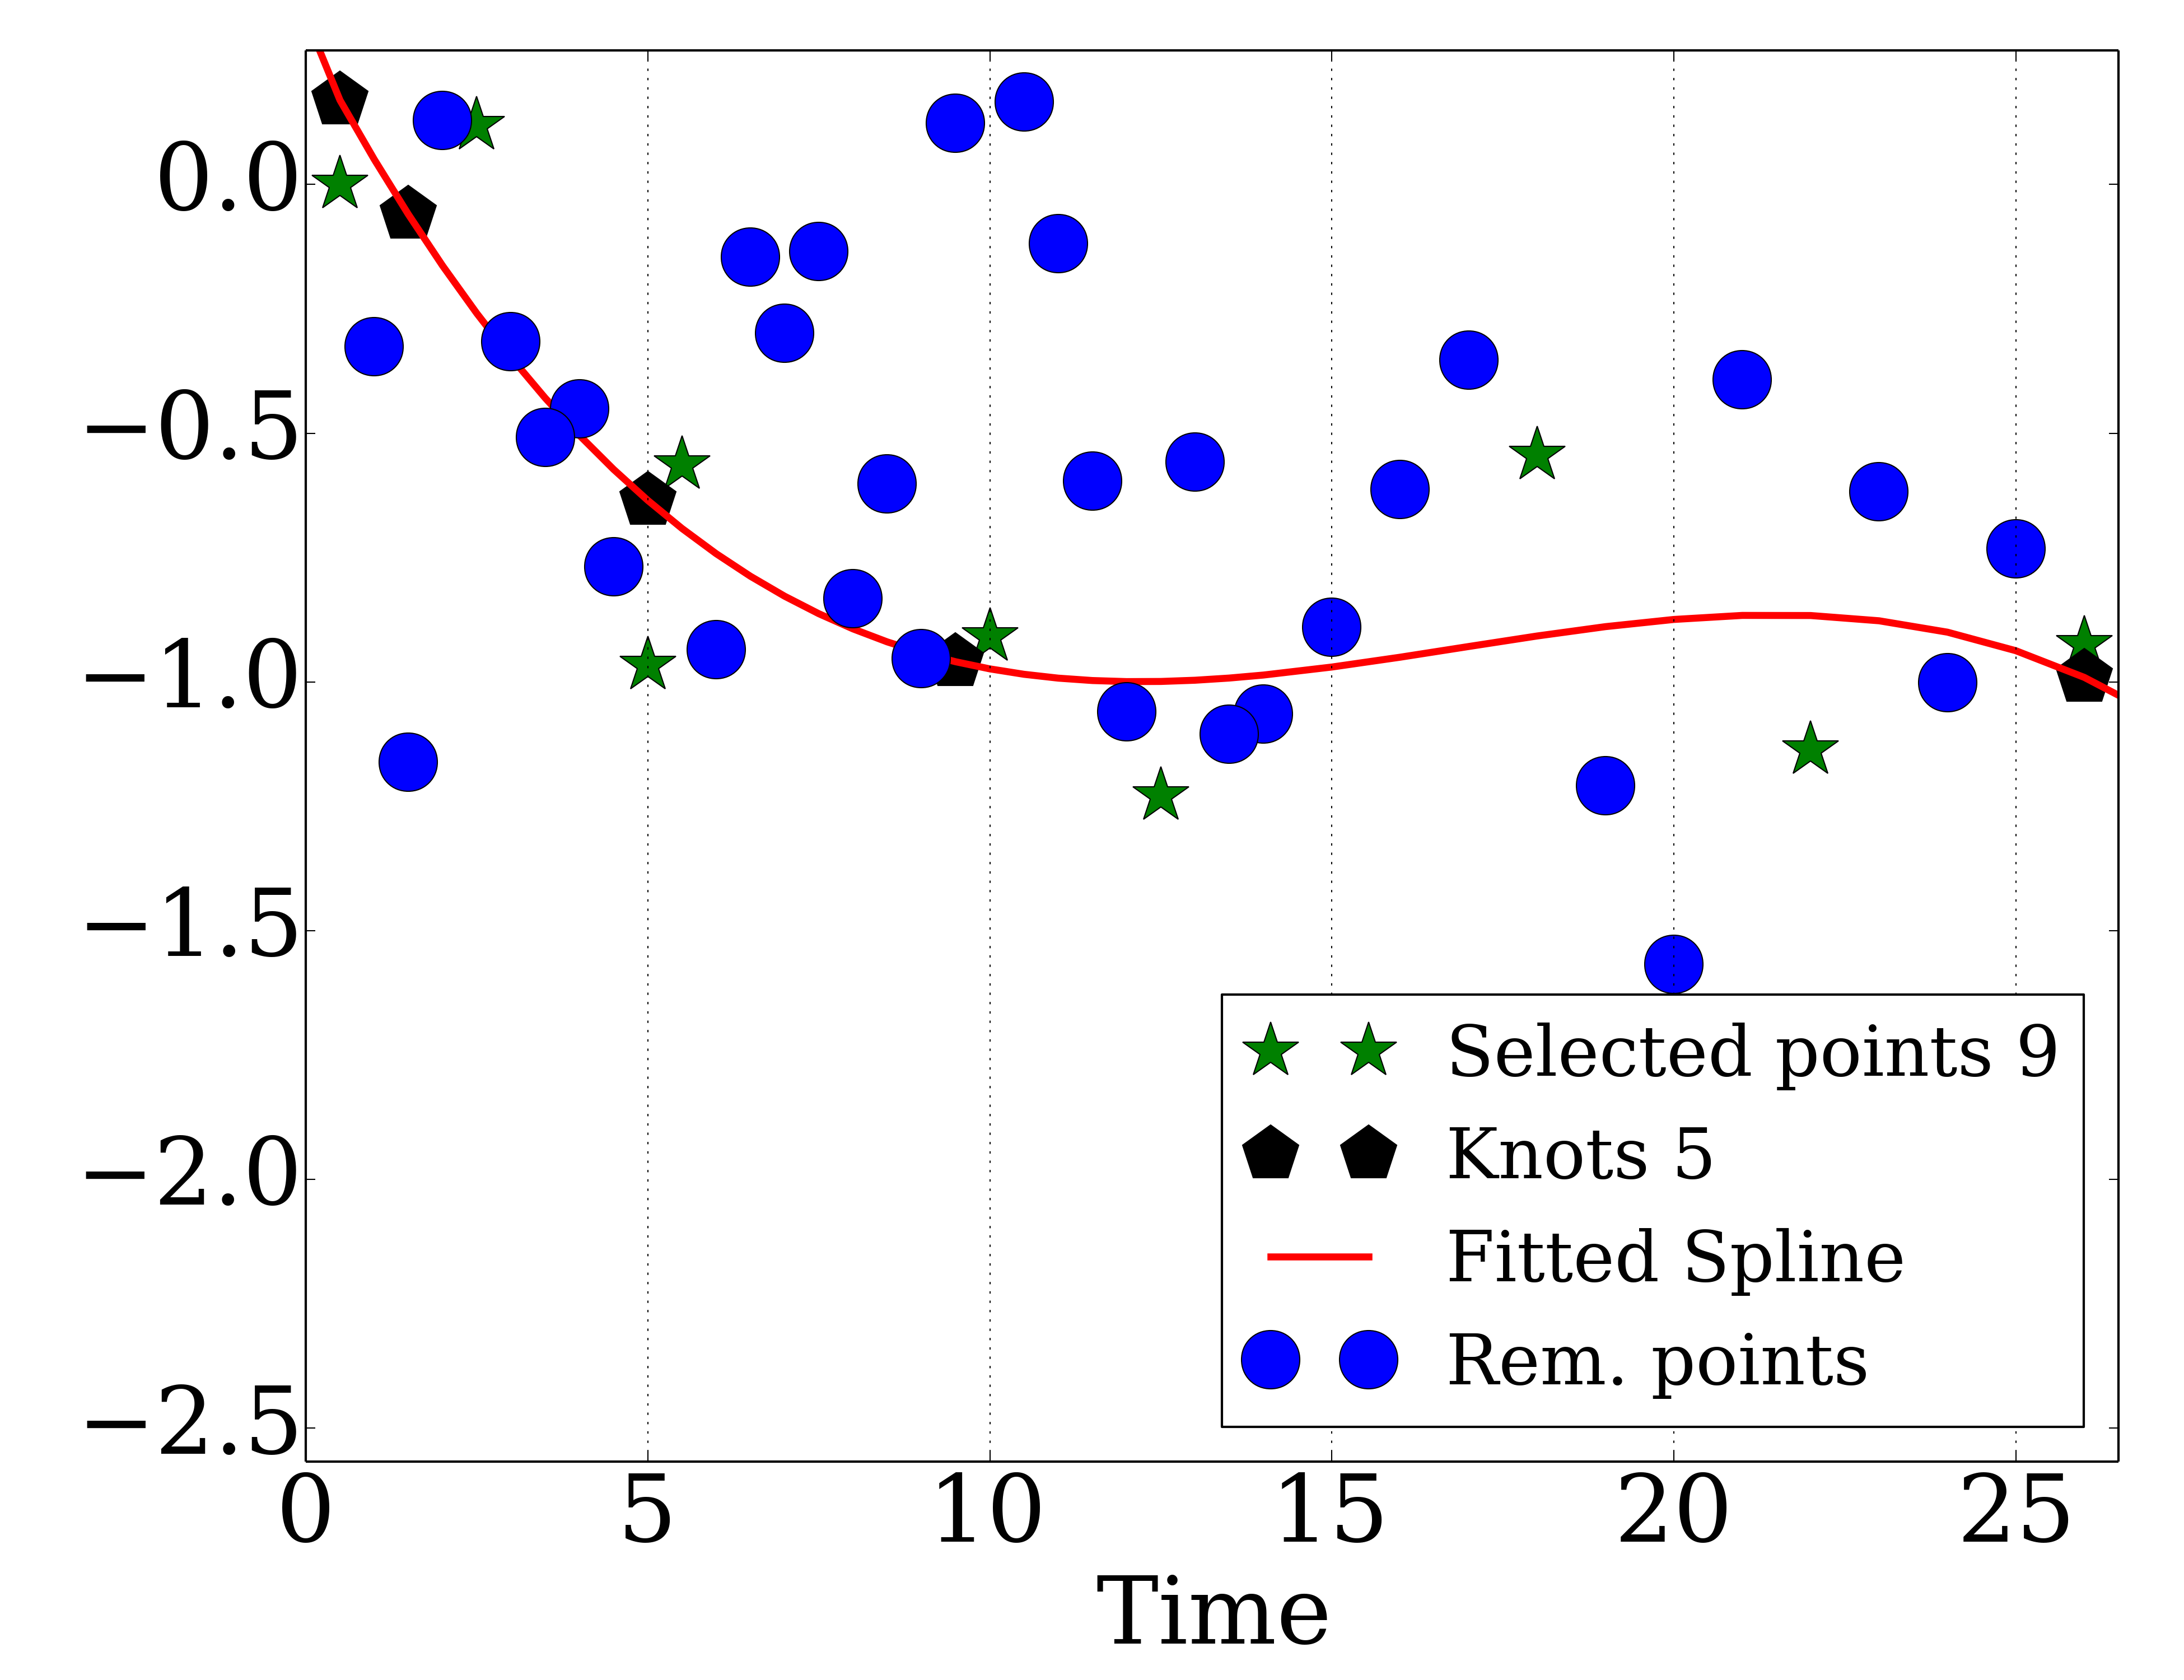 0.0
−0.5
−1.0
−1.5
−2.0
−2.5
0 5 10 15 20 25
Time
Selected points 9
Knots 5
Fitted Spline
Rem. points